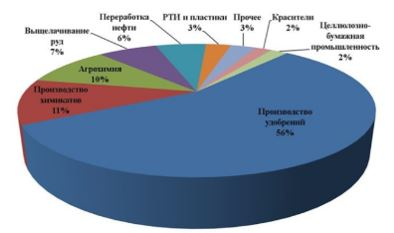 Переработка
нефти
6%
РТИ и пластики
3%
Прочее
3%
Красители
2%
Целлюлозно-
бумажная
промышленность
2%
Выщелачивание
руд
7%
Агрохимия
10%
Производство
химикатов
11%
Производство
удобрений
56%